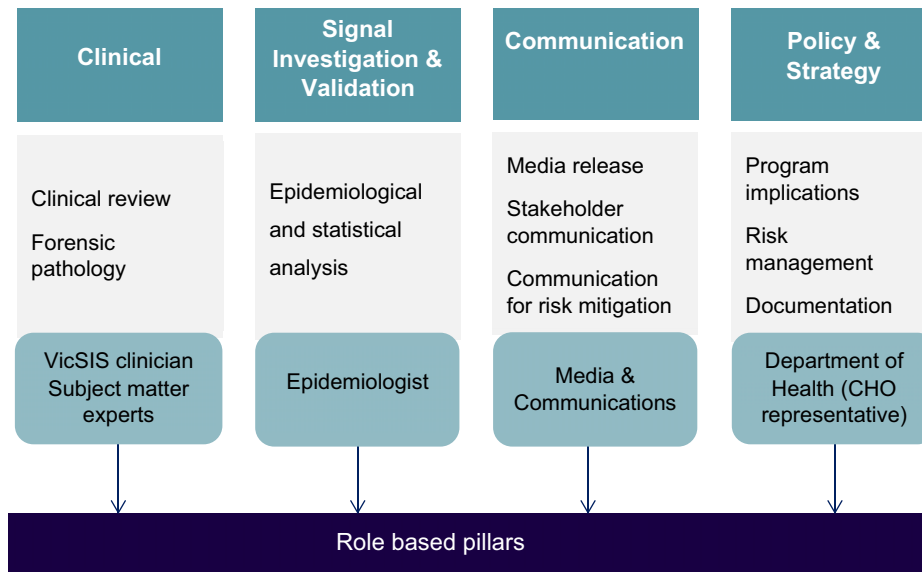 Clinical
Clinical review
Forensic
pathology
VicSIS clinician
Subject matter
experts
Signal
Investigation &
Validation
Epidemiological
and statistical
analysis
Epidemiologist
Communication
Media release
Stakeholder
communication
Communication
for risk mitigation
Media &
Communications
Policy &
Strategy
Program
implications
Risk
management
Documentation
Department of
Health (CHO
representative)
Role based pillars